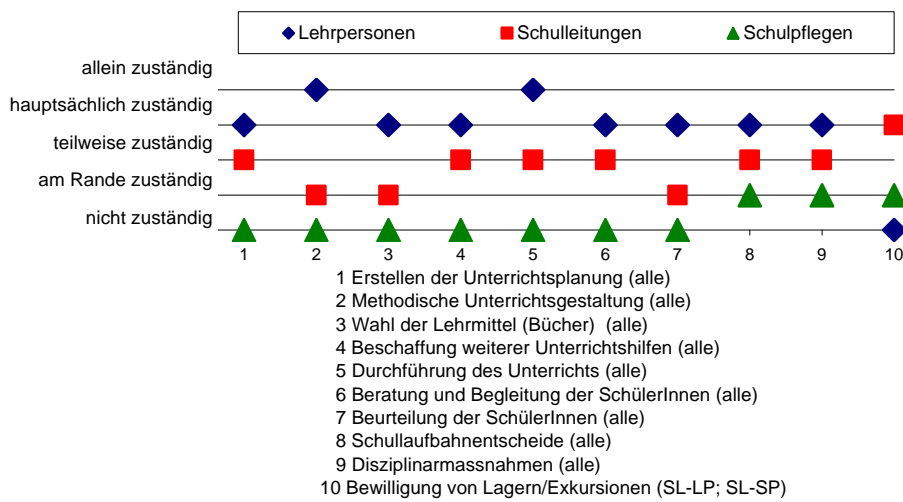 Lehrpersonen Schulleitungen Schulpflegen
allein zuständig
hauptsächlich zuständig
teilweise zuständig
am Rande zuständig
nicht zuständig
1 2 3 4 5 6 7 8 9 10
1 Erstellen der Unterrichtsplanung (alle)
2 Methodische Unterrichtsgestaltung (alle)
3 Wahl der Lehrmittel (Bücher) (alle)
4 Beschaffung weiterer Unterrichtshilfen (alle)
5 Durchführung des Unterrichts (alle)
6 Beratung und Begleitung der SchülerInnen (alle)
7 Beurteilung der SchülerInnen (alle)
8 Schullaufbahnentscheide (alle)
9 Disziplinarmassnahmen (alle)
10 Bewilligung von Lagern/Exkursionen (SL-LP; SL-SP)